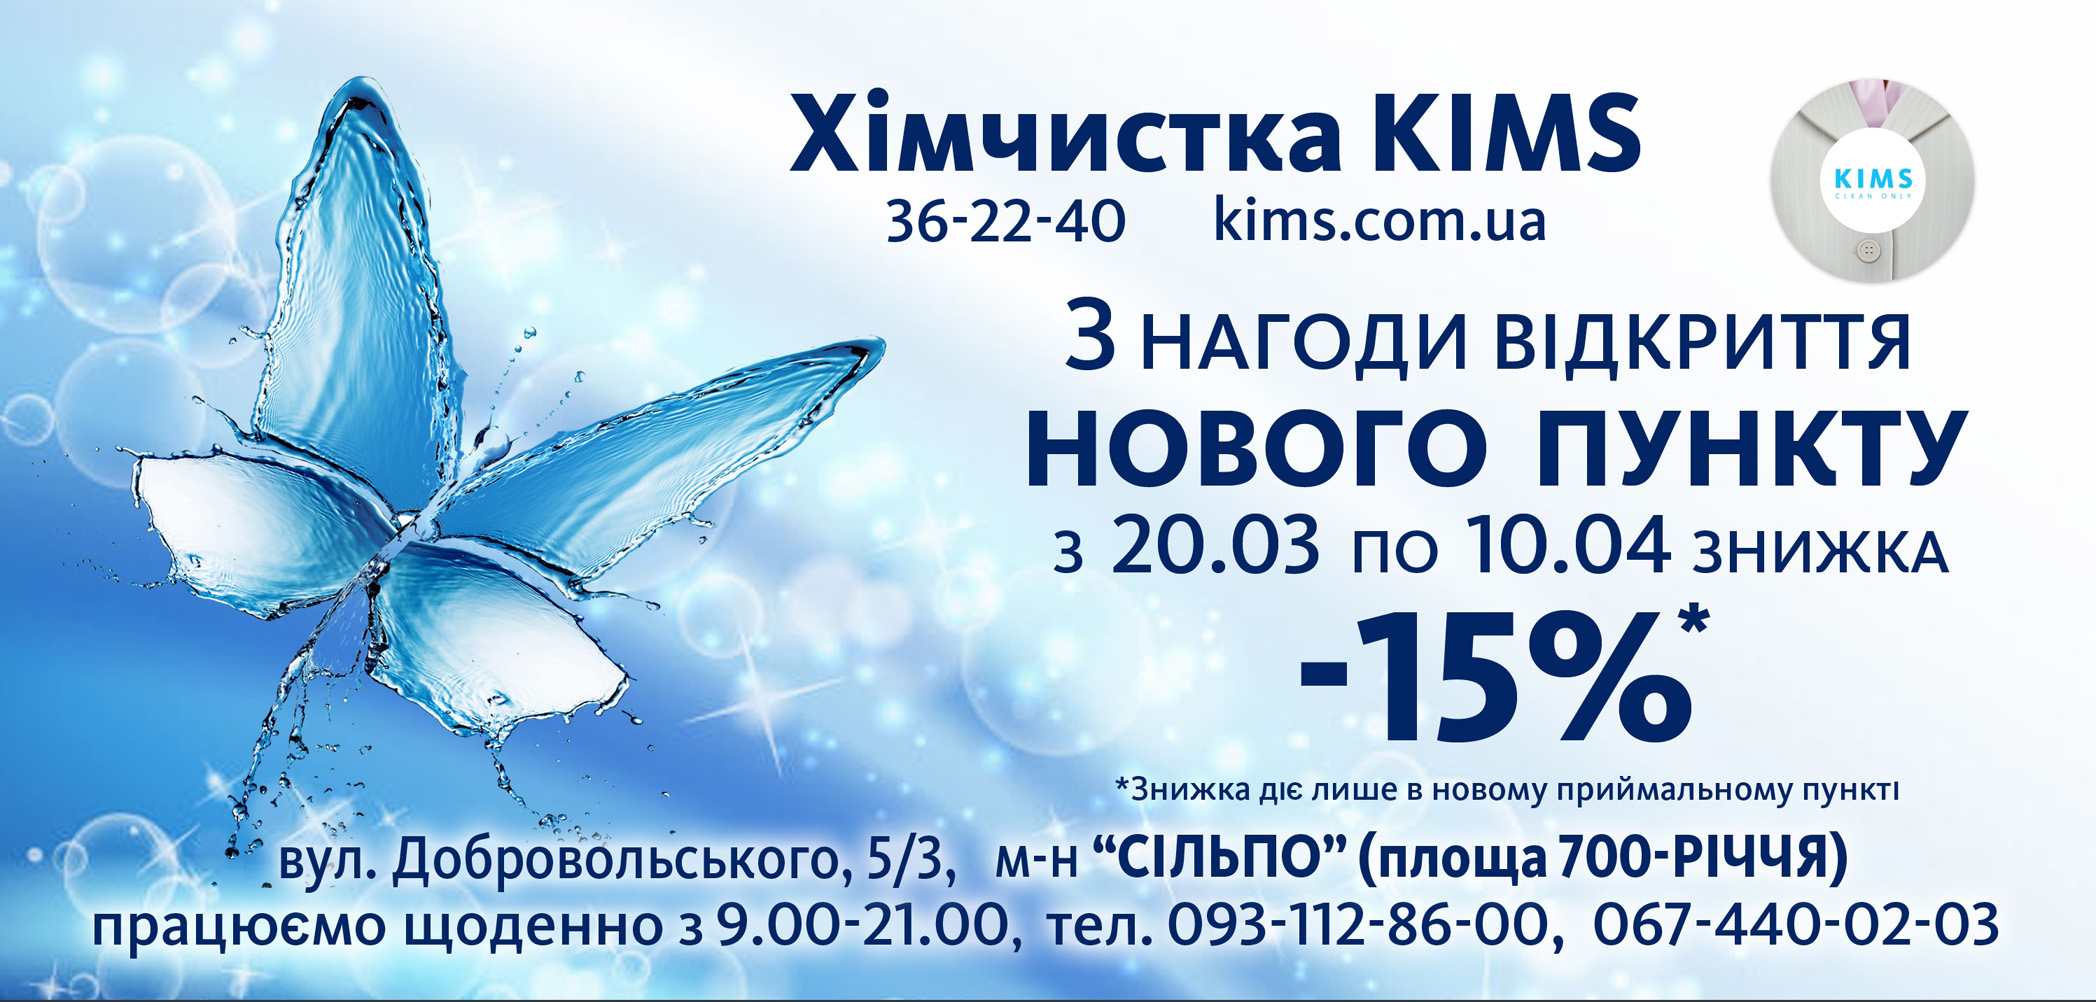 Хімчистка KIMS
36-22-40 kims.com.ua
KIMS
CLEAN ONLY
З НАГОДИ ВІДКРИТТЯ
НОВОГО ПУНКТУ
З 20.03 ПО 10.04 ЗНИЖКА
-15%*
*Знижка діє лише в новому приймальному пункті
вул. Добровольського, 5/3, м-н “СІЛЬПО” (площа 700-РІЧЧЯ)
працюємо щоденно з 9.00-21.00, тел. 093-112-86-00, 067-440-02-03